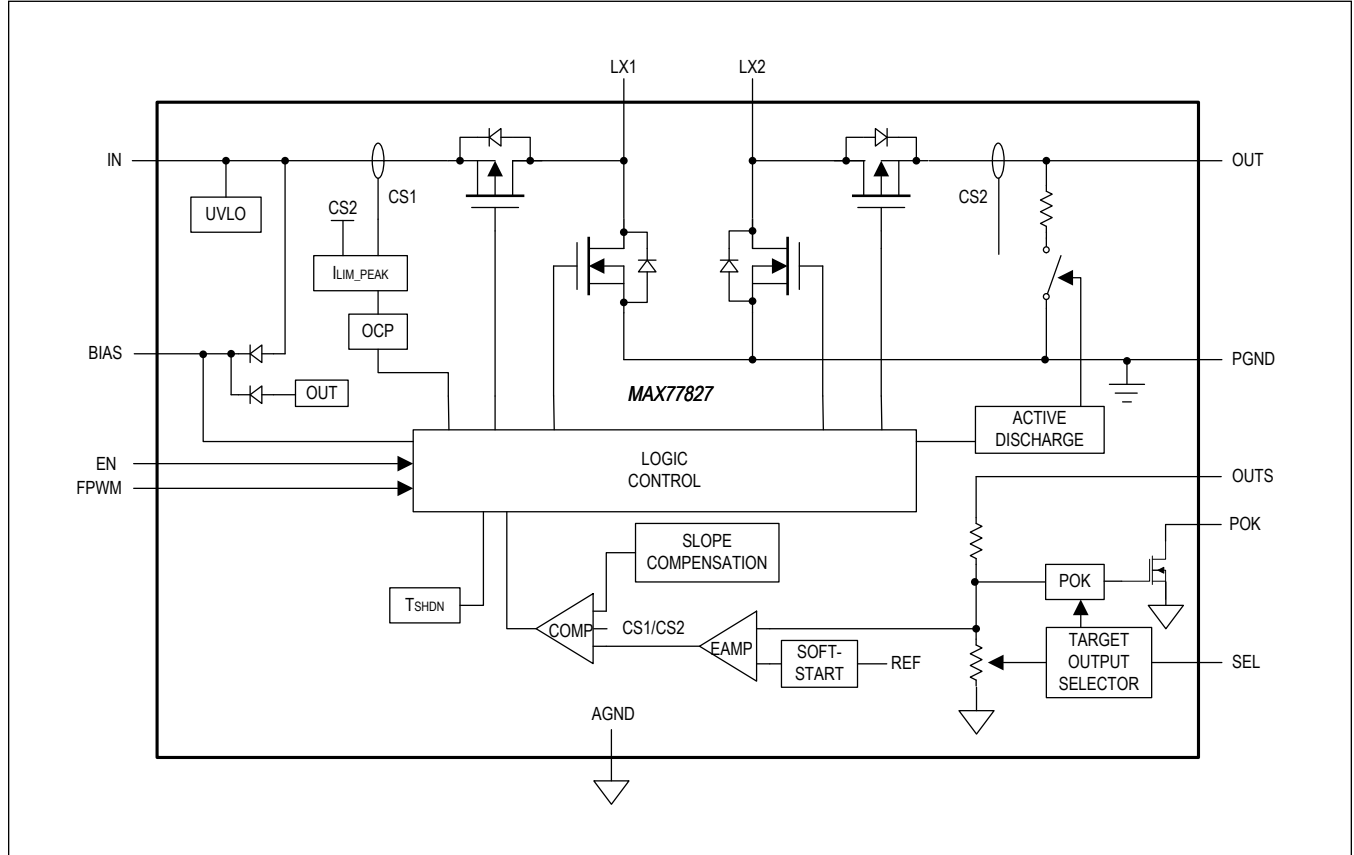 LX1
LX2
IN
OUT
CS1
CS2
CS2
UVLO
ILIM_PEAK
OCP
BIAS
PGND
OUT
MAX77827
ACTIVE
DISCHARGE
LOGIC
CONTROL
EN
FPWM
OUTS
POK
SLOPE
COMPENSATION
POK
TSHDN
COMP
CS1/CS2
EAMP
SOFT-
START
REF
TARGET
OUTPUT
SELECTOR
SEL
AGND